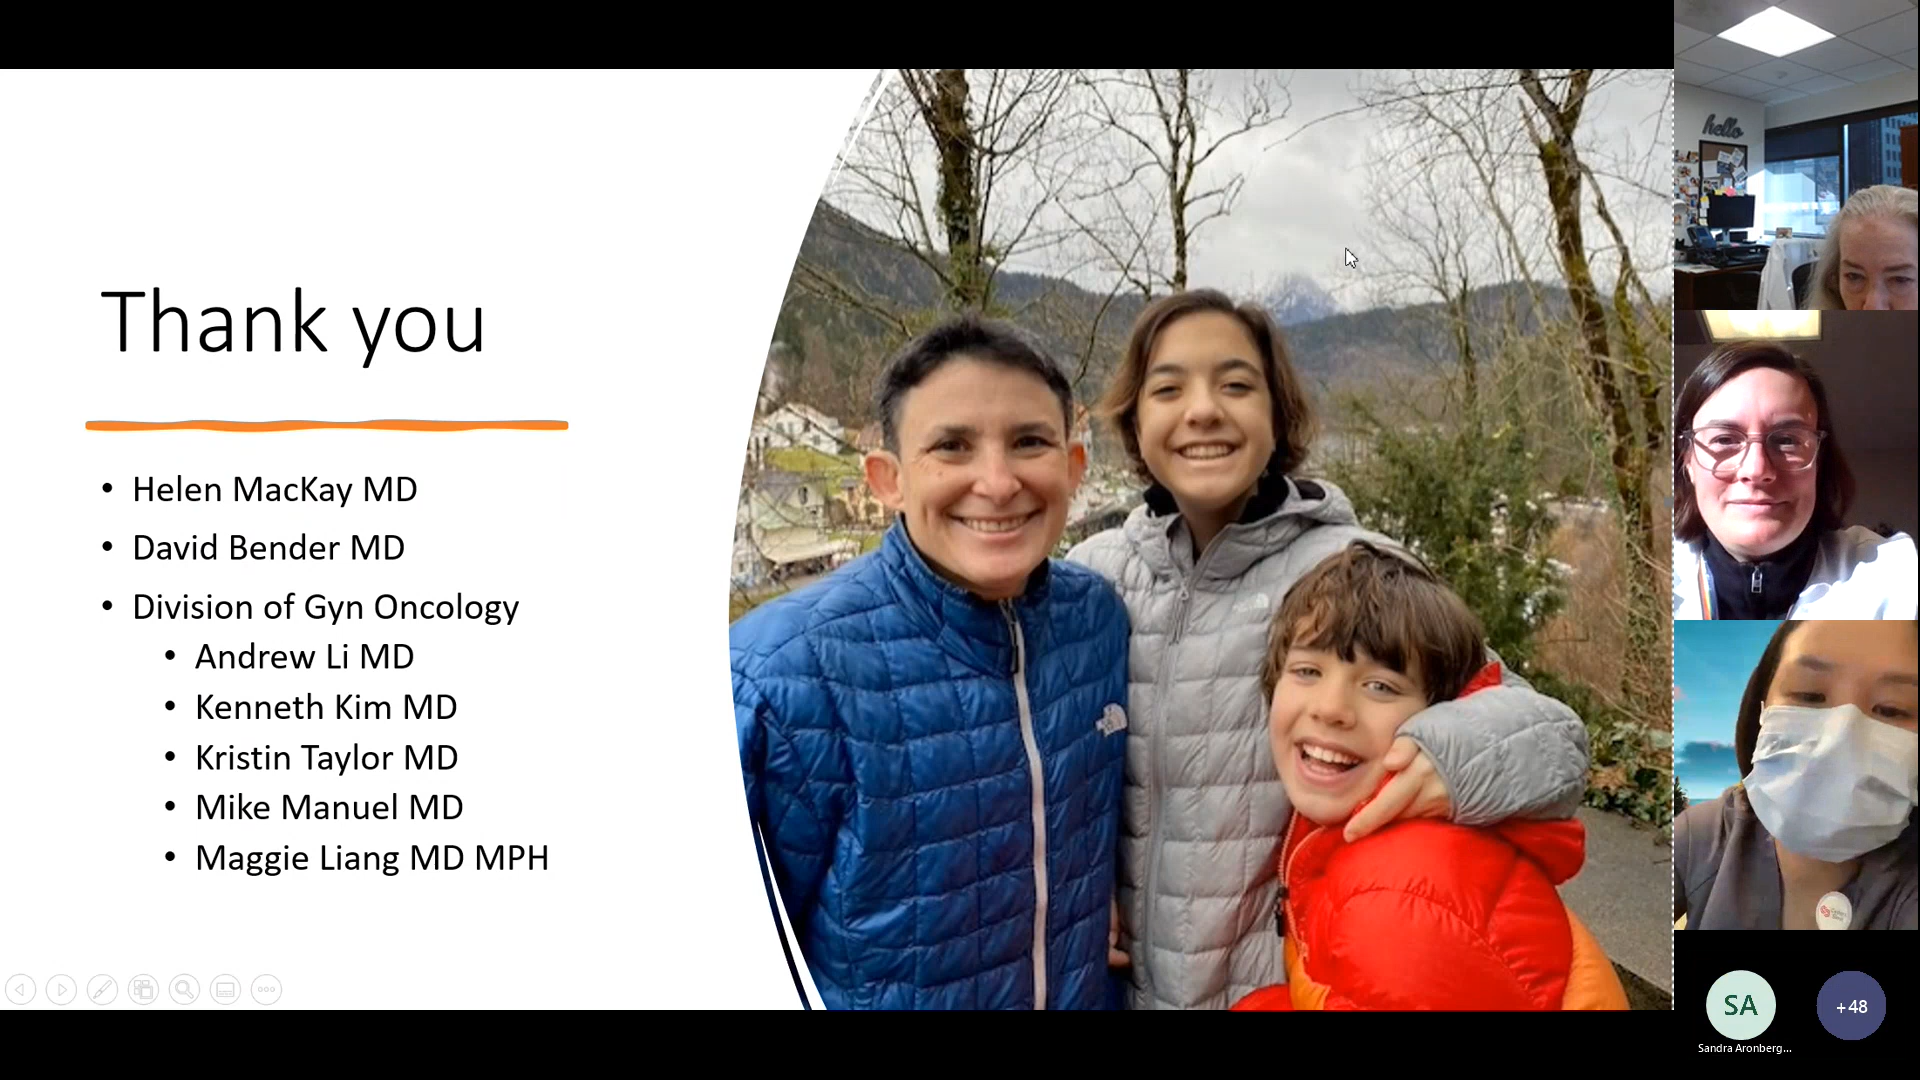 Thank you
• Helen MacKay MD
• David Bender MD
• Division of Gyn Oncology
• Andrew Li MD
• Kenneth Kim MD
• Kristin Taylor MD
• Mike Manuel MD
• Maggie Liang MD MPH
hello
SA
+48
Sandra Aronberg...